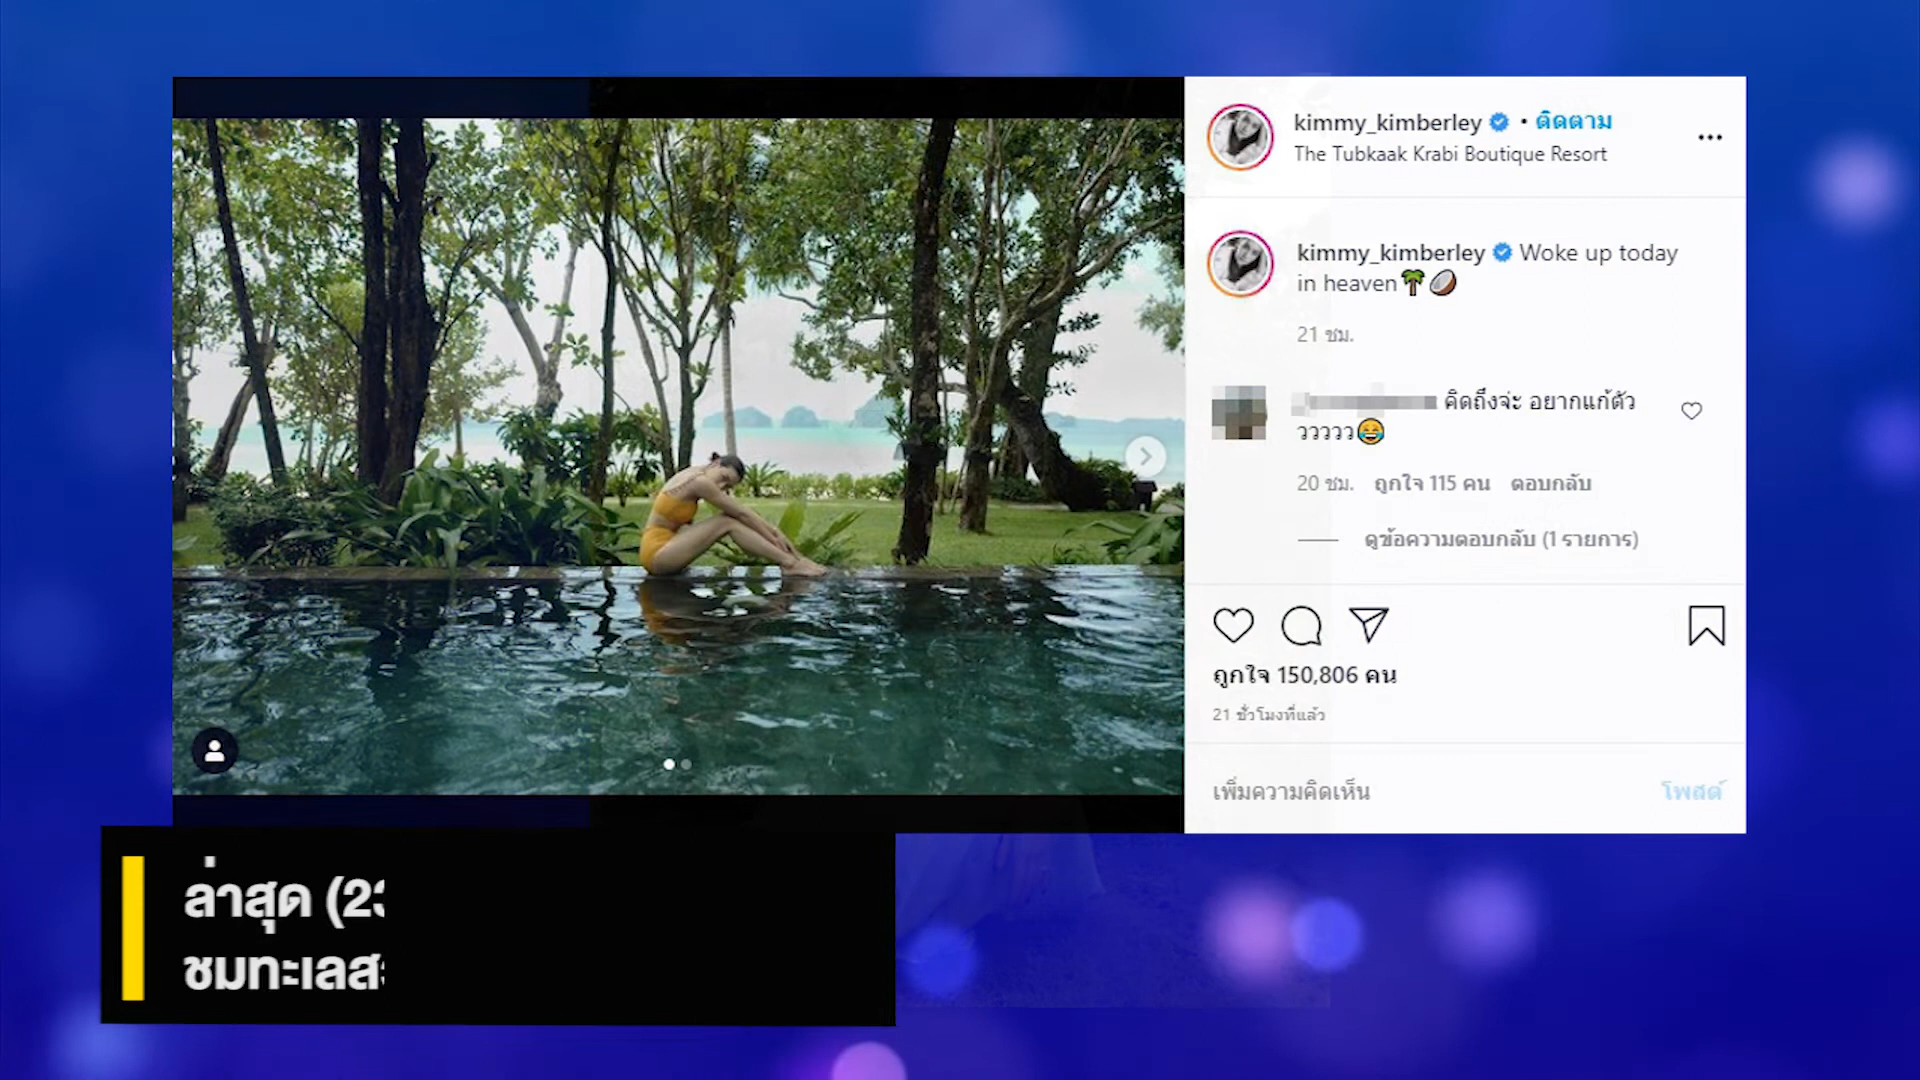 kimmy_kimberley • ติดตาม
The Tubkaak Krabi Boutique Resort
kimmy_kimberley Woke up today
in heaven🌴🥥
21 ชม.
คิดถึงจ่ะ อยากแก้ตัว
ววววว😂
20 ชม. ถูกใจ 115 คน ตอบกลับ
ดูข้อความตอบกลับ (1 รายการ)
ถูกใจ 150,806 คน
21 ชั่วโมงที่แล้ว
เพิ่มความคิดเห็น โพสต์
ล่าสุด (2
ชมทะเลส